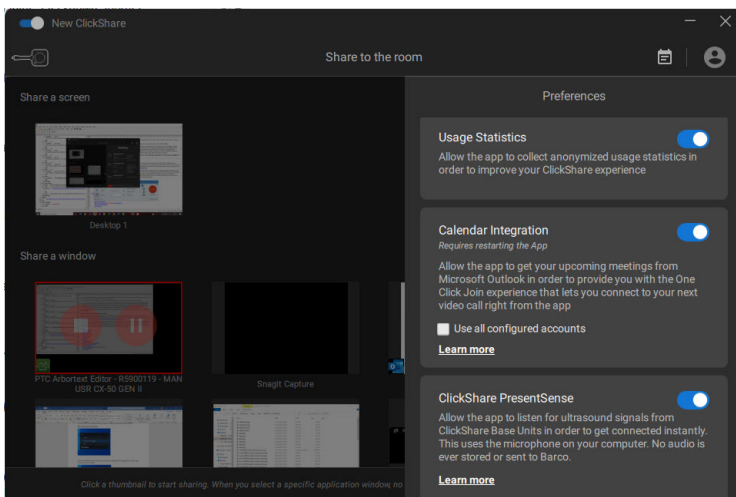 New ClickShare
Share to the room
Share a screen
Desktop 1
Share a window
PTC Arbortext Editor - R5900119 - MAN
USR CX-50 GEN II
Snagit Capture
Click a thumbnail to start sharing. When you select a specific application window, no
Preferences
Usage Statistics
Allow the app to collect anonymized usage statistics in
order to improve your ClickShare experience
Calendar Integration
Requires restarting the App
Allow the app to get your upcoming meetings from
Microsoft Outlook in order to provide you with the One
Click Join experience that lets you connect to your next
video call right from the app
Use all configured accounts
Learn more
ClickShare PresentSense
Allow the app to listen for ultrasound signals from
ClickShare Base Units in order to get connected instantly.
This uses the microphone on your computer. No audio is
ever stored or sent to Barco.
Learn more